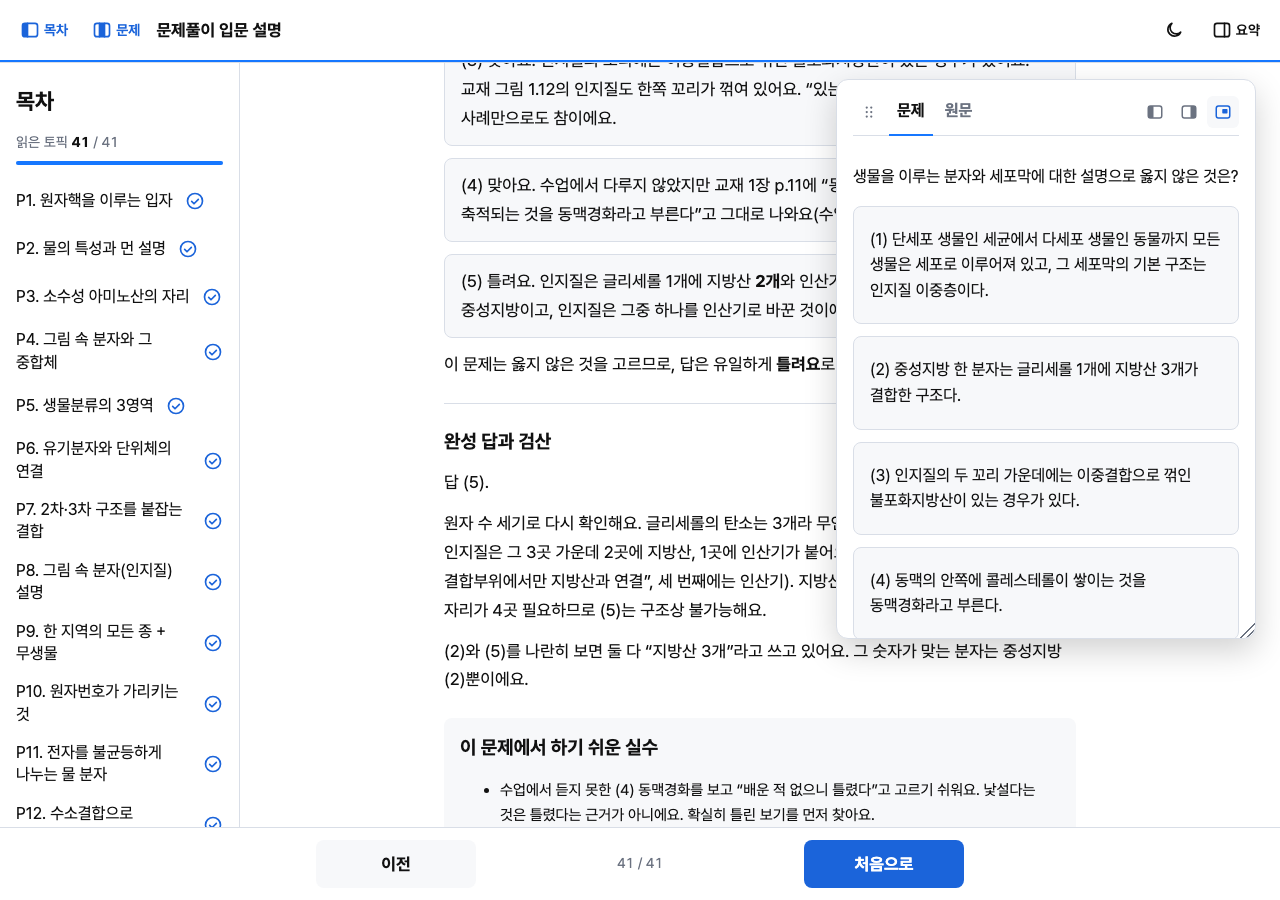 목차
문제
문제풀이 입문 설명
요약
목차
읽은 토픽 41 / 41
P1. 원자핵을 이루는 입자
P2. 물의 특성과 먼 설명
P3. 소수성 아미노산의 자리
P4. 그림 속 분자와 그
중합체
P5. 생물분류의 3영역
P6. 유기분자와 단위체의
연결
P7. 2차·3차 구조를 붙잡는
결합
P8. 그림 속 분자(인지질)
설명
P9. 한 지역의 모든 종 +
무생물
P10. 원자번호가 가리키는
것
P11. 전자를 불균등하게
나누는 물 분자
P12. 수소결합으로
교재 그림 1.12의 인지질도 한쪽 꼬리가 꺾여 있어요. “있는
사례만으로도 참이에요.
(4) 맞아요. 수업에서 다루지 않았지만 교재 1장 p.11에
축적되는 것을 동맥경화라고 부른다”고 그대로 나와요
(5) 틀려요. 인지질은 글리세롤 1개에 지방산 2개와 인산기
중성지방이고, 인지질은 그중 하나를 인산기로 바꾼
이 문제는 옳지 않은 것을 고르므로, 답은 유일하게 틀려요로
완성 답과 검산
답 (5).
원자 수 세기로 다시 확인해요. 글리세롤의 탄소는 3개라
인지질은 그 3곳 가운데 2곳에 지방산, 1곳에 인산기가
결합부위에서만 지방산과 연결”, 세 번째에는 인산기).
자리가 4곳 필요하므로 (5)는 구조상 불가능해요.
(2)와 (5)를 나란히 보면 둘 다 “지방산 3개”라고 쓰고 있어요. 그 숫자가 맞는 분자는 중성지방
(2)뿐이에요.
이 문제에서 하기 쉬운 실수
• 수업에서 듣지 못한 (4) 동맥경화를 보고 “배운 적 없으니 틀렸다”고 고르기 쉬워요. 낯설다는
것은 틀렸다는 근거가 아니에요. 확실히 틀린 보기를 먼저 찾아요.
문제
원문
생물을 이루는 분자와 세포막에 대한 설명으로 옳지 않은 것은?
(1) 단세포 생물인 세균에서 다세포 생물인 동물까지 모든
생물은 세포로 이루어져 있고, 그 세포막의 기본 구조는
인지질 이중층이다.
(2) 중성지방 한 분자는 글리세롤 1개에 지방산 3개가
결합한 구조다.
(3) 인지질의 두 꼬리 가운데에는 이중결합으로 꺾인
불포화지방산이 있는 경우가 있다.
(4) 동맥의 안쪽에 콜레스테롤이 쌓이는 것을
동맥경화라고 부른다.
이전
41 / 41
처음으로